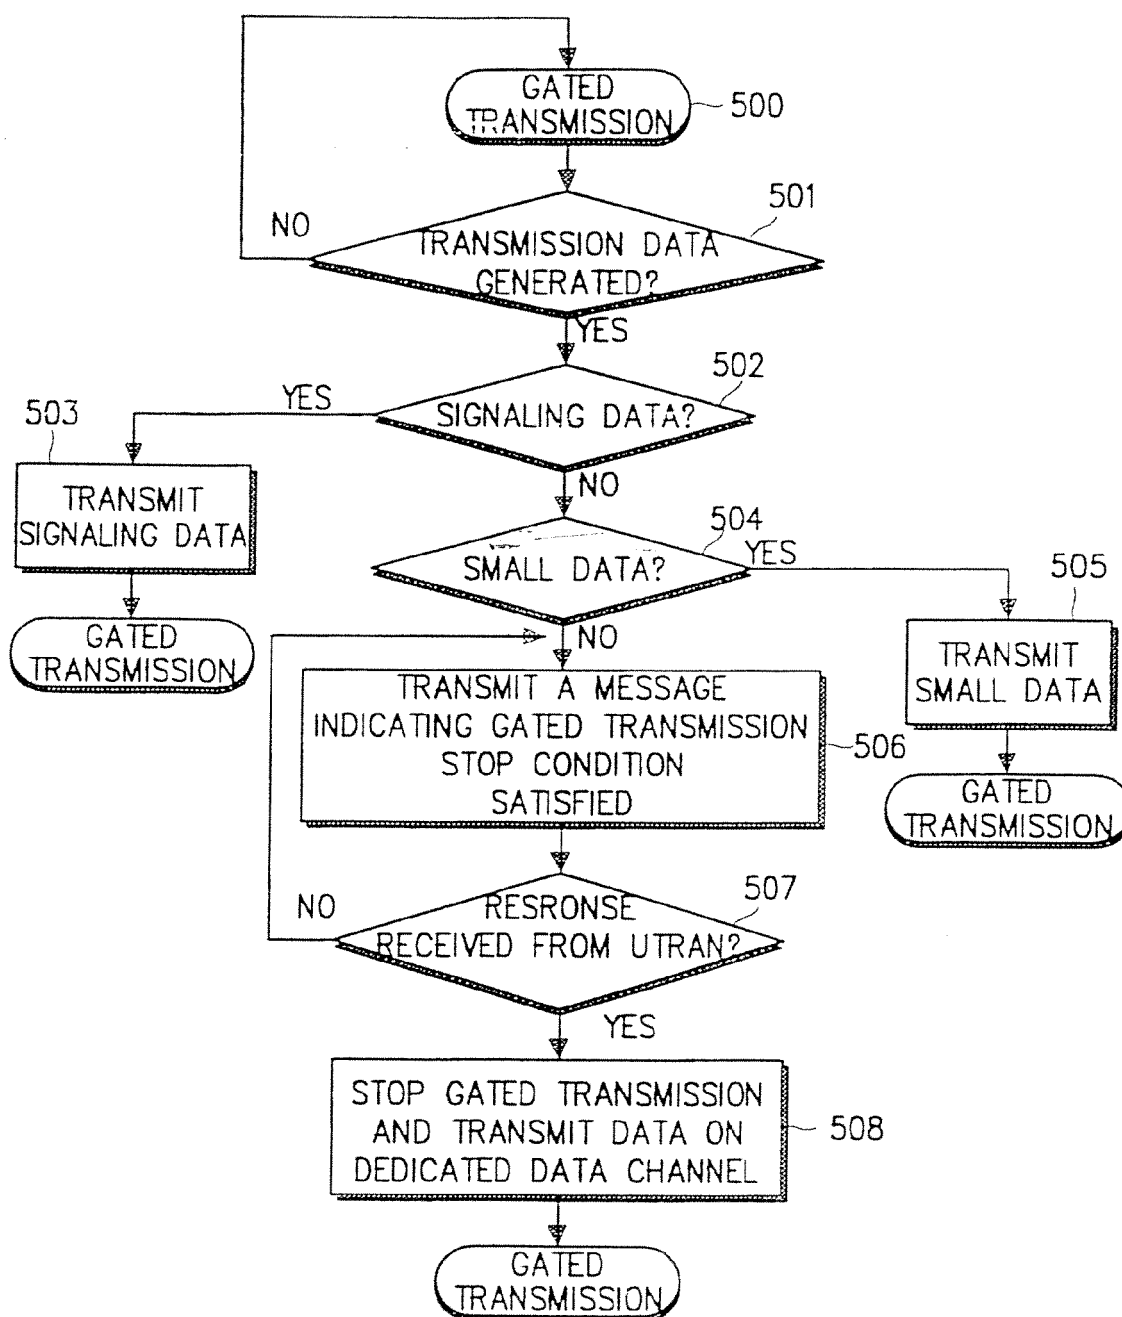 GATED
TRANSMISSION
500
501
NO
TRANSMISSION DATA
GENERATED?
YES
502
YES
SIGNALING DATA?
503
NO
TRANSMIT
SIGNALING DATA
504
YES
SMALL DATA?
505
GATED
TRANSMISSION
NO
TRANSMIT
SMALL DATA
TRANSMIT A MESSAGE
INDICATING GATED TRANSMISSION
STOP CONDITION
SATISFIED
506
GATED
TRANSMISSION
507
NO
RESRONSE
RECEIVED FROM UTRAN?
YES
STOP GATED TRANSMISSION
AND TRANSMIT DATA ON
DEDICATED DATA CHANNEL
508
GATED
TRANSMISSION